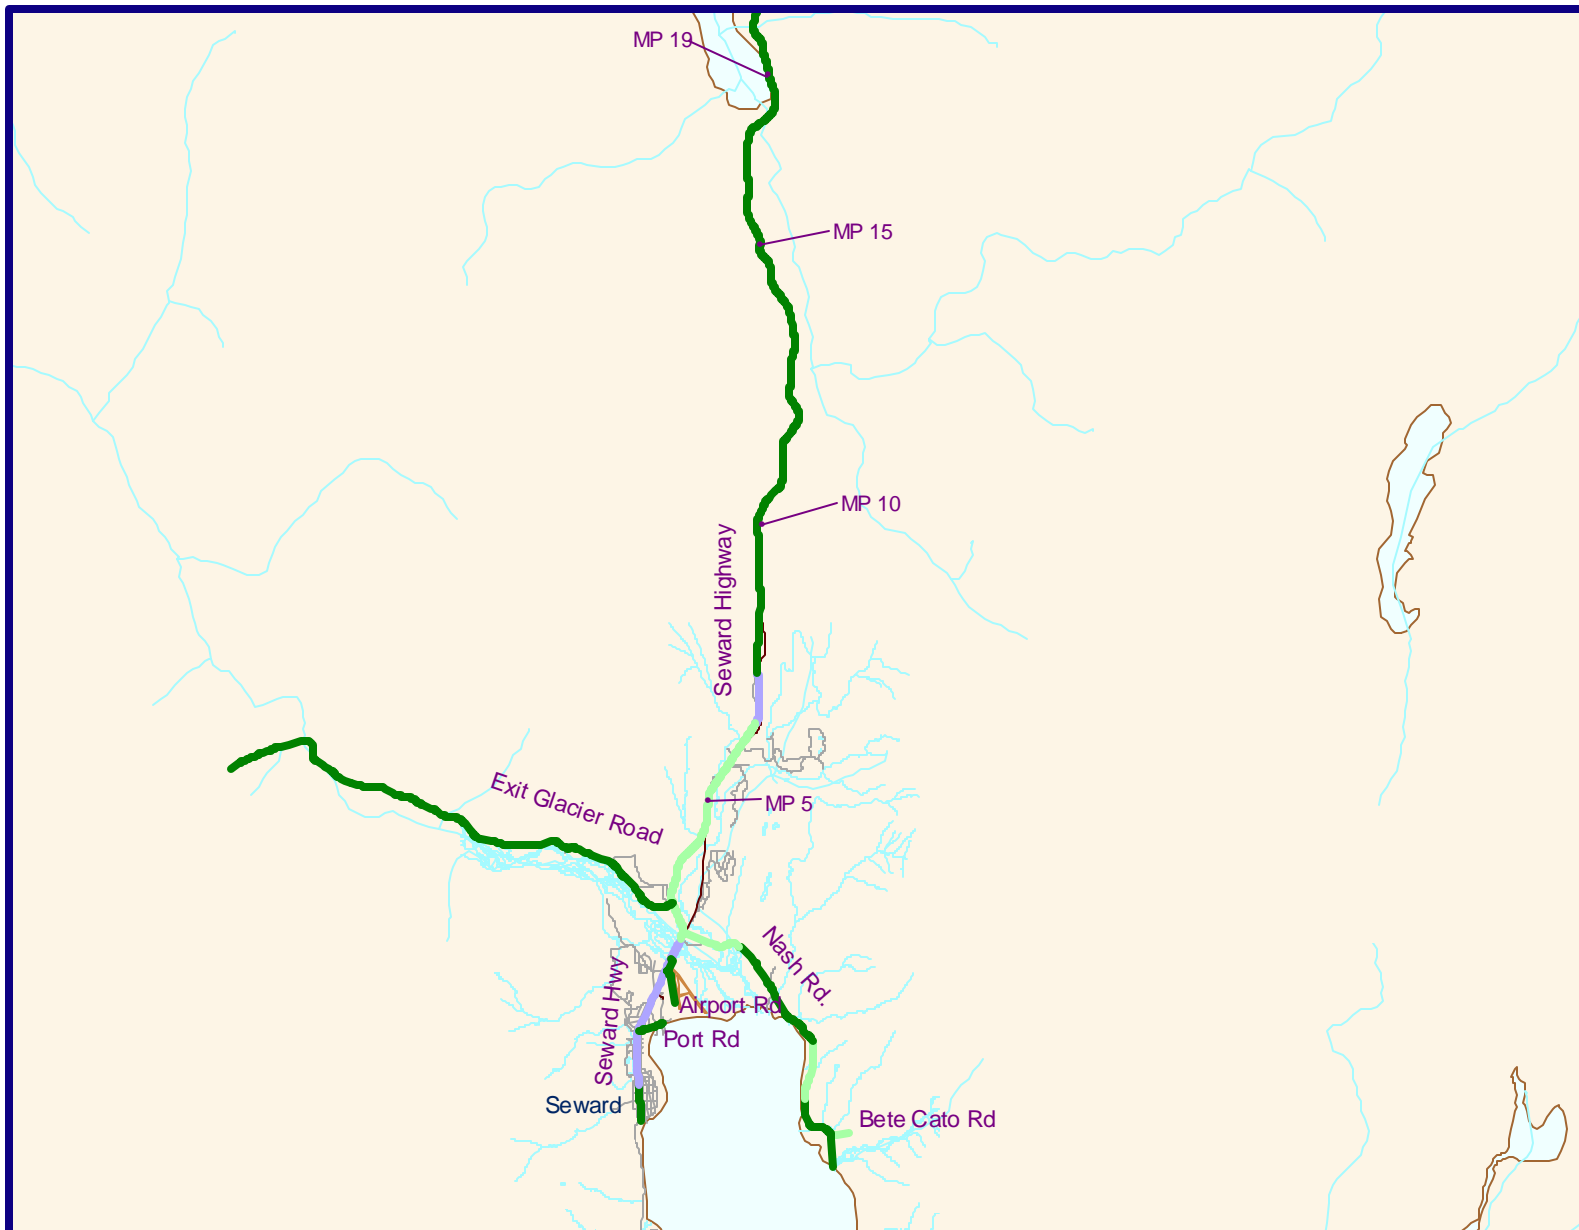 MP 19
MP 15
MP 10
Seward Highway
MP 5
Exit Glacier Road
Nash Rd.
Seward Hwy
Airport Rd
Port Rd
Seward
Bete Cato Rd